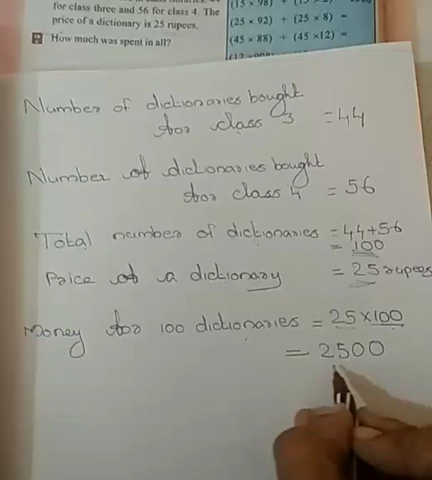 for class three and 56 for class 4. The
price of a dictionary is 25 rupees.
How much was spent in all?
(25 × 92) + (25 × 8) =
(45 × 88) + (45 ×12) =
Number of dictionaries bought
for class 3 = 44
Number of dictionaries bought
for class 4 = 56
Total number of dictionaries = 44+56
= 100
Price of a dictionary = 25 rupees
Money for 100 dictionaries = 25 × 100
= 2500